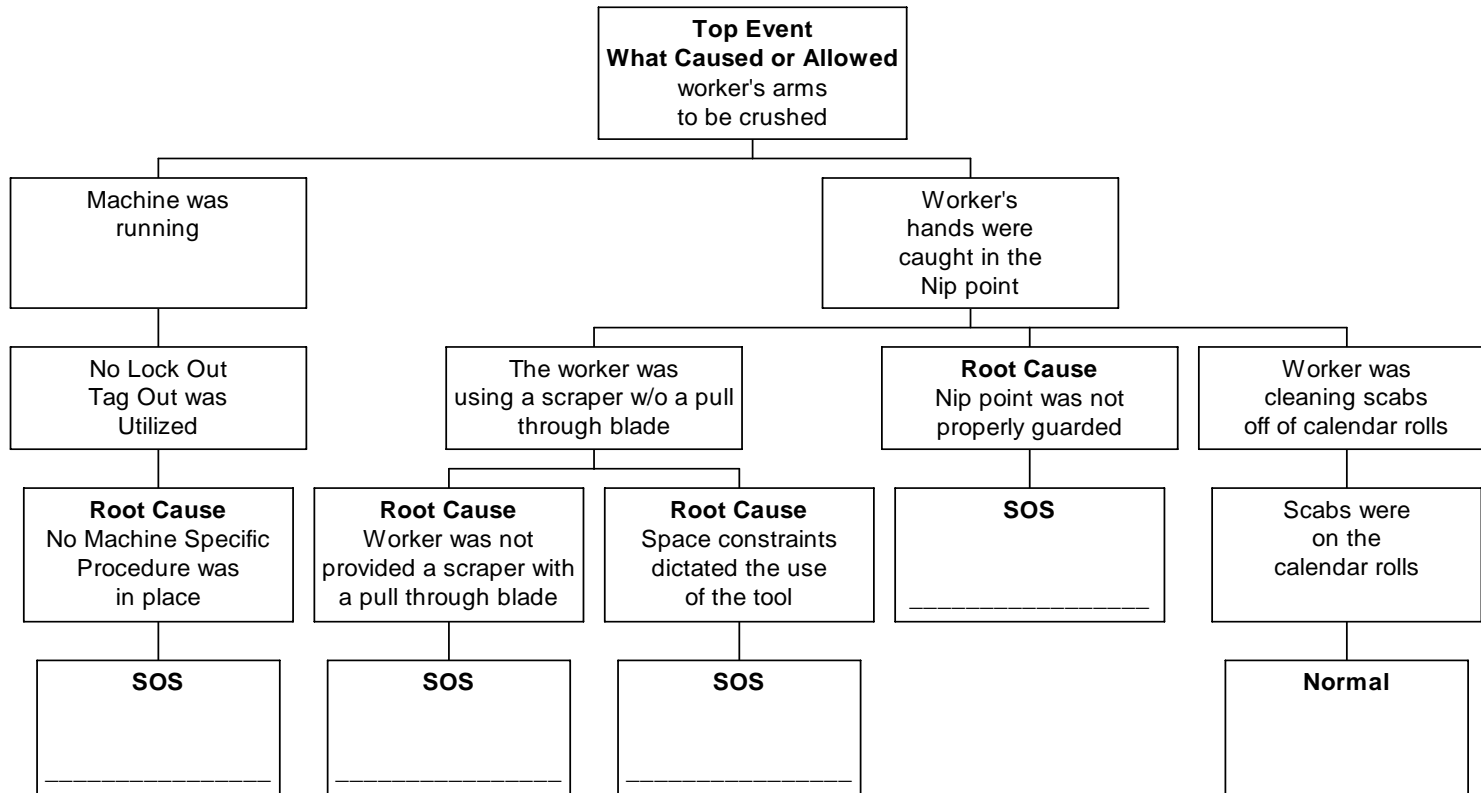 Top Event
What Caused or Allowed
worker's arms
to be crushed
Machine was
running
Worker's
hands were
caught in the
Nip point
No Lock Out
Tag Out was
Utilized
The worker was
using a scraper w/o a pull
through blade
Root Cause
Nip point was not
properly guarded
Worker was
cleaning scabs
off of calendar rolls
Root Cause
No Machine Specific
Procedure was
in place
Root Cause
Worker was not
provided a scraper with
a pull through blade
Root Cause
Space constraints
dictated the use
of the tool
SOS
_________________
Scabs were
on the
calendar rolls
SOS
________________
SOS
________________
SOS
________________
Normal